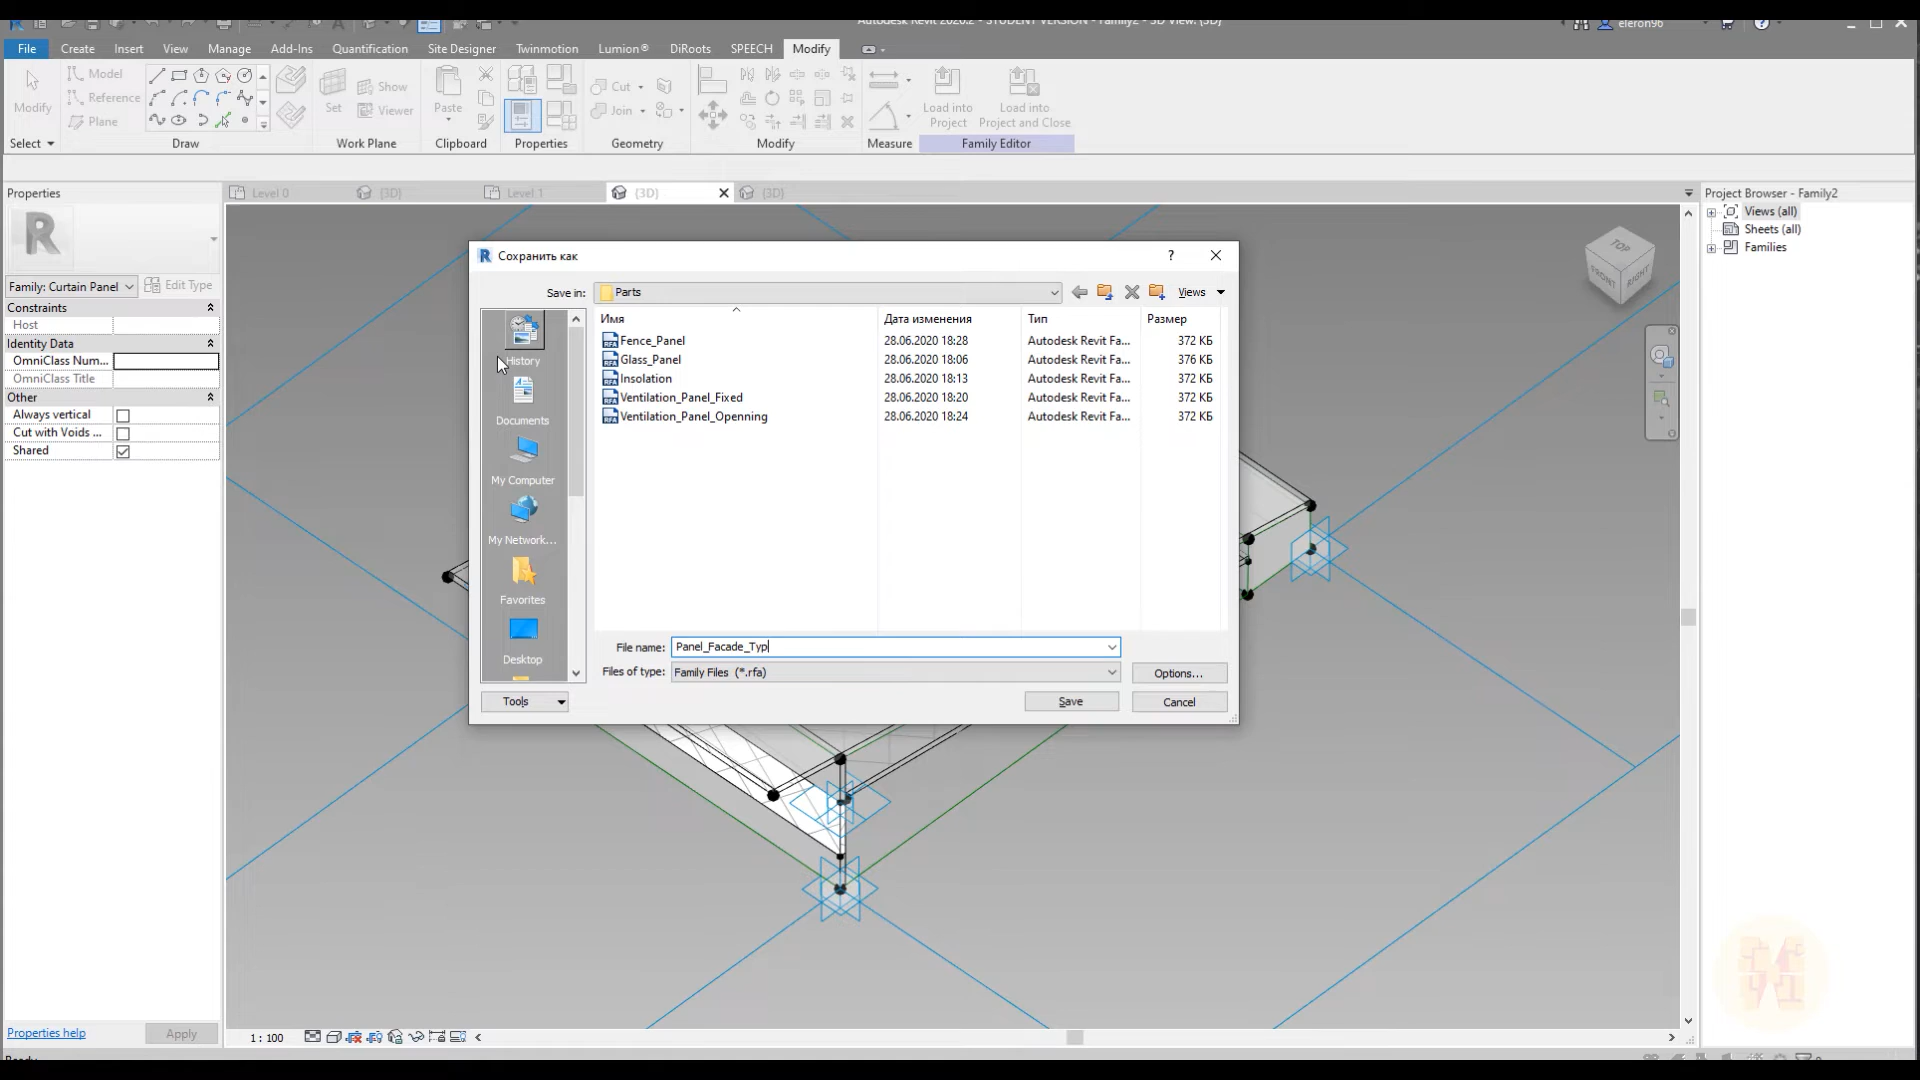 Autodesk Revit 2020.2 - STUDENT VERSION - Family2 - 3D View: {3D}
eleron96
File Create Insert View Manage Add-Ins Quantification Site Designer Twinmotion Lumion® DiRoots SPEECH Modify
Modify
Model
Reference
Plane
Set
Show
Viewer
Paste
Cut
Join
Load into
Project
Load into
Project and Close
Select Draw Work Plane Clipboard Properties Geometry Modify Measure Family Editor
Properties
Level 0 {3D} Level 1 {3D} {3D}
Project Browser - Family2
Views (all)
Sheets (all)
Families
Family: Curtain Panel Edit Type
Constraints
Host
Identity Data
OmniClass Num...
OmniClass Title
Other
Always vertical
Cut with Voids ...
Shared
Properties help Apply
TOP
FRONT RIGHT
R Сохранить как ?
Save in: Parts Views
History
Documents
My Computer
My Network...
Favorites
Desktop
Имя Дата изменения Тип Размер
Fence_Panel 28.06.2020 18:28 Autodesk Revit Fa... 372 КБ
Glass_Panel 28.06.2020 18:06 Autodesk Revit Fa... 376 КБ
Insolation 28.06.2020 18:13 Autodesk Revit Fa... 372 КБ
Ventilation_Panel_Fixed 28.06.2020 18:20 Autodesk Revit Fa... 372 КБ
Ventilation_Panel_Openning 28.06.2020 18:24 Autodesk Revit Fa... 372 КБ
File name: Panel_Facade_Typ
Files of type: Family Files (*.rfa) Options...
Tools Save Cancel
1 : 100
Ready